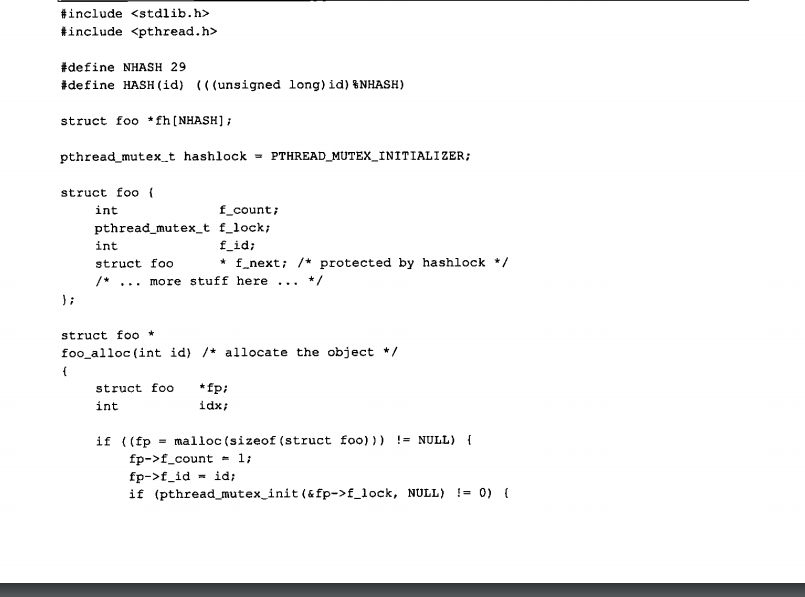 #include <stdlib.h>
#include <pthread.h>
#define NHASH 29
#define HASH(id) (((unsigned long)id)%NHASH)
struct foo *fh[NHASH];
pthread_mutex_t hashlock = PTHREAD_MUTEX_INITIALIZER;
struct foo {
    int             f_count;
    pthread_mutex_t f_lock;
    int             f_id;
    struct foo      * f_next; /* protected by hashlock */
    /* ... more stuff here ... */
};
struct foo *
foo_alloc(int id) /* allocate the object */
{
    struct foo   *fp;
    int          idx;
    if ((fp = malloc(sizeof(struct foo))) != NULL) {
        fp->f_count = 1;
        fp->f_id = id;
        if (pthread_mutex_init(&fp->f_lock, NULL) != 0) {